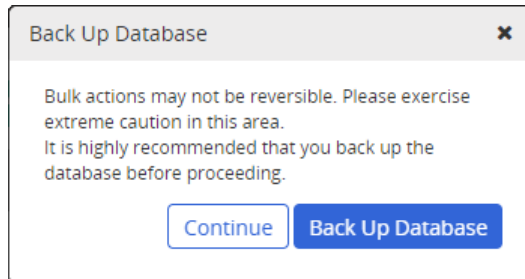 Back Up Database
Bulk actions may not be reversible. Please exercise
extreme caution in this area.
It is highly recommended that you back up the
database before proceeding.
Continue
Back Up Database